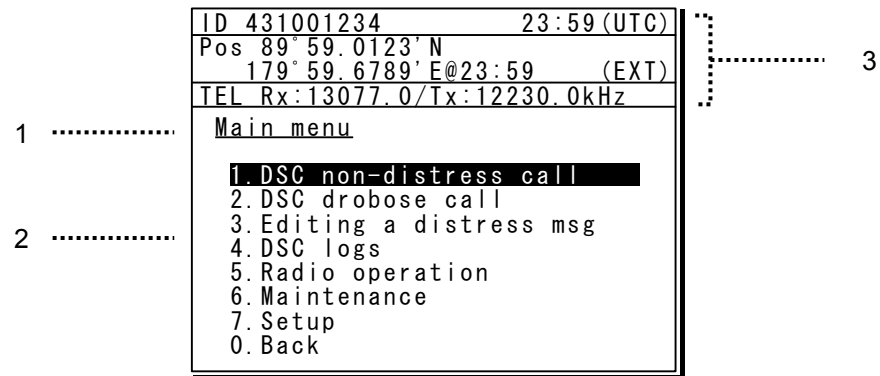 ID 431001234 23:59(UTC)
Pos 89°59.0123'N
179°59.6789'E@23:59 (EXT)
TEL Rx:13077.0/Tx:12230.0kHz
3
1
Main menu
1.DSC non-distress call
2.DSC drobose call
3.Editing a distress msg
2
4.DSC logs
5.Radio operation
6.Maintenance
7.Setup
0.Back